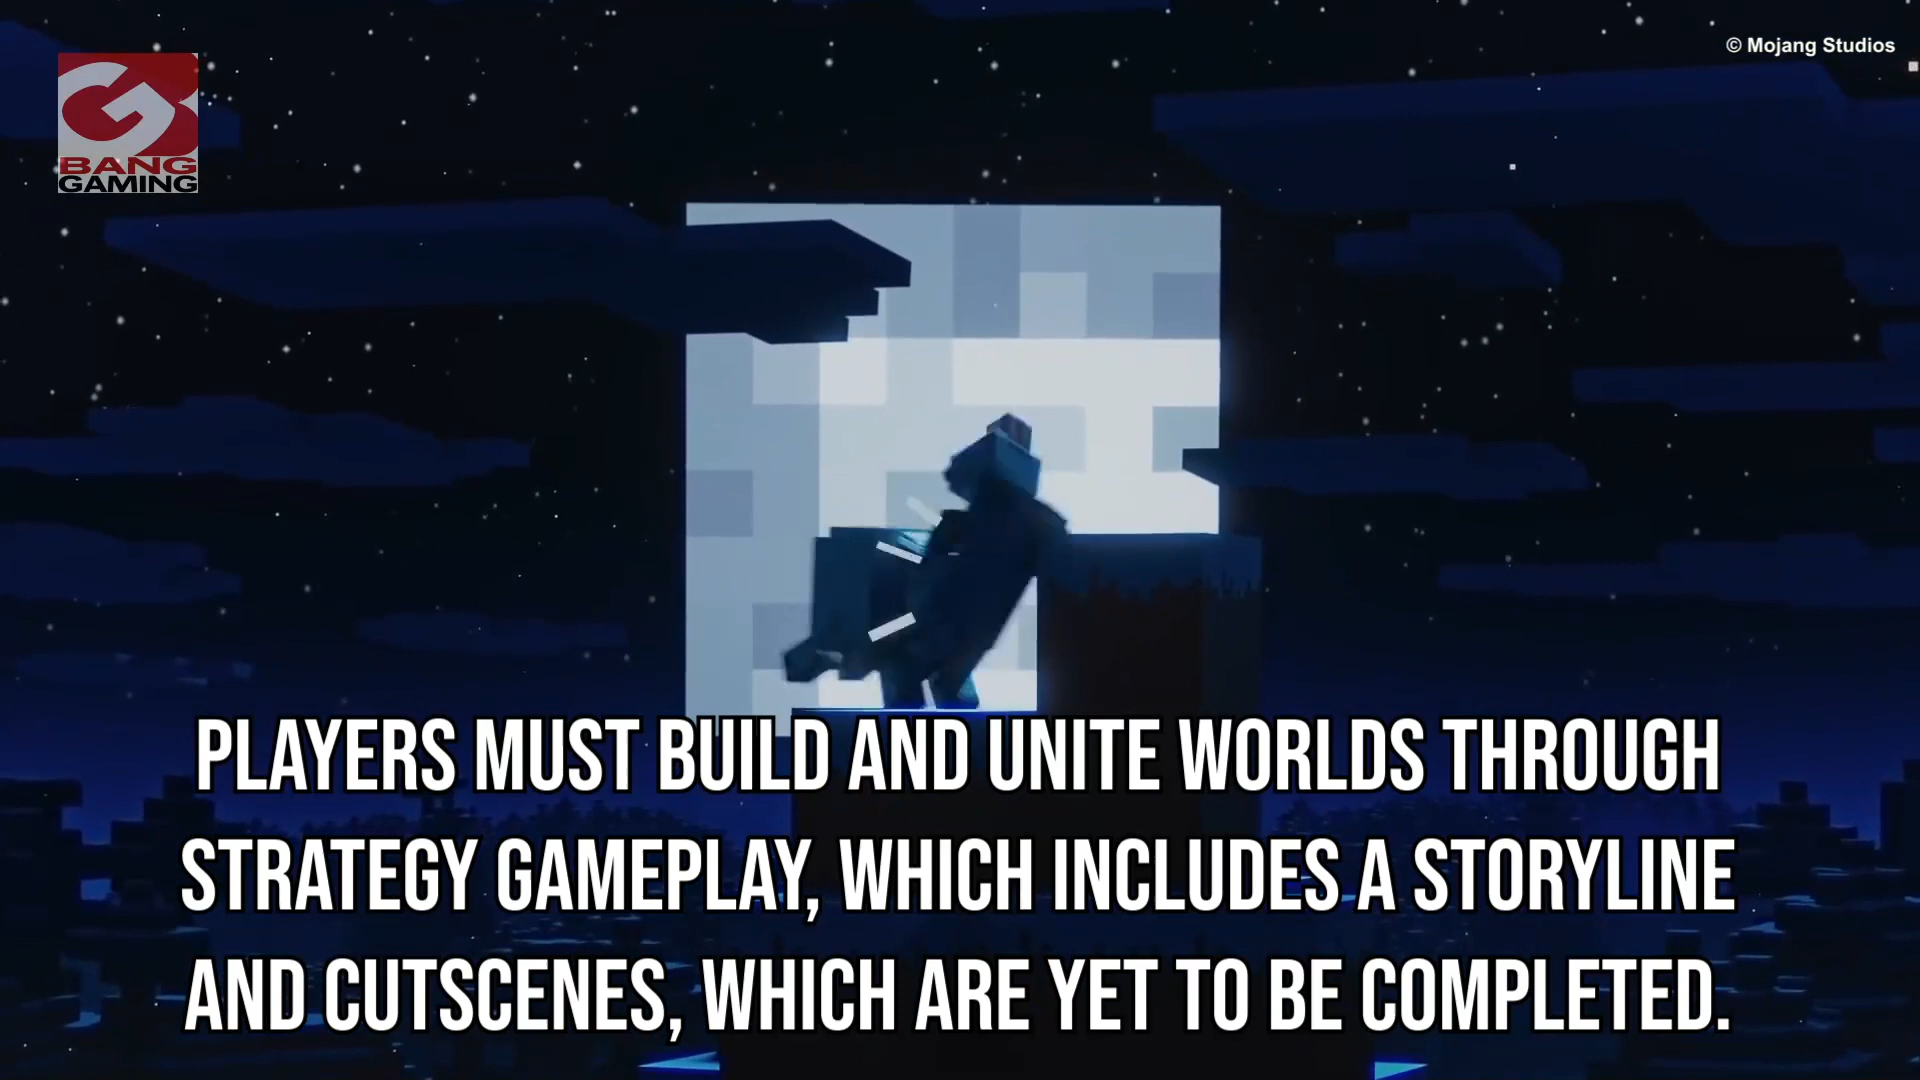 © Mojang Studios
BANG
GAMING
PLAYERS MUST BUILD AND UNITE WORLDS THROUGH
STRATEGY GAMEPLAY, WHICH INCLUDES A STORYLINE
AND CUTSCENES, WHICH ARE YET TO BE COMPLETED.